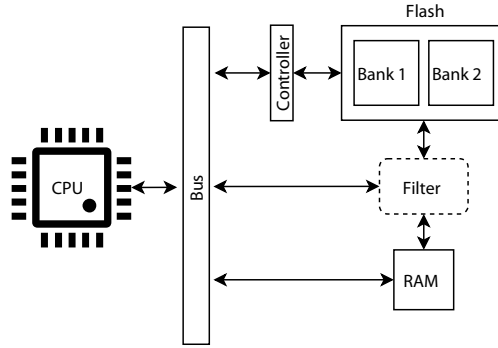 Flash
Controller
Bank 1
Bank 2
CPU
Bus
Filter
RAM